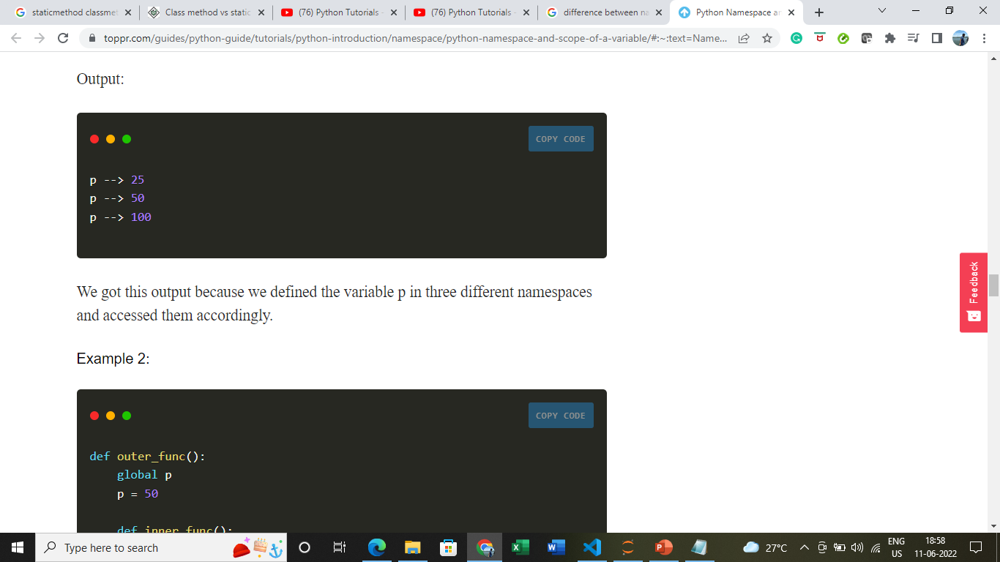 staticmethod classmet
Class method vs static
(76) Python Tutorials -
(76) Python Tutorials -
difference between na
Python Namespace an
toppr.com/guides/python-guide/tutorials/python-introduction/namespace/python-namespace-and-scope-of-a-variable/#:~:text=Name...
Output:
COPY CODE
p --> 25
p --> 50
p --> 100
We got this output because we defined the variable p in three different namespaces
and accessed them accordingly.
Feedback
Example 2:
COPY CODE
def outer_func():
global p
p = 50
def inner_func():
Type here to search
27°C
ENG
US
18:58
11-06-2022